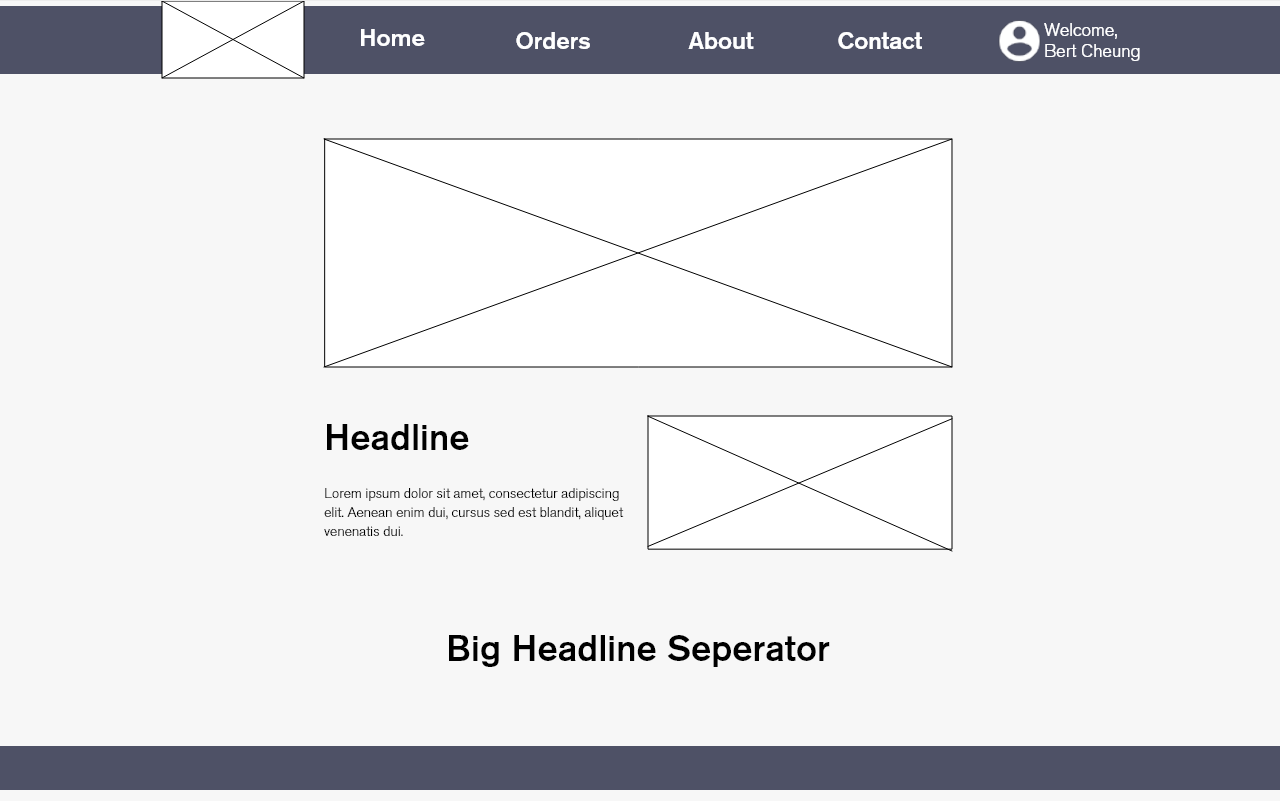 Home
Orders
About
Contact
Welcome,
Bert Cheung
Headline
Lorem ipsum dolor sit amet, consectetur adipiscing
elit. Aenean enim dui, cursus sed est blandit, aliquet
venenatis dui.
Big Headline Seperator